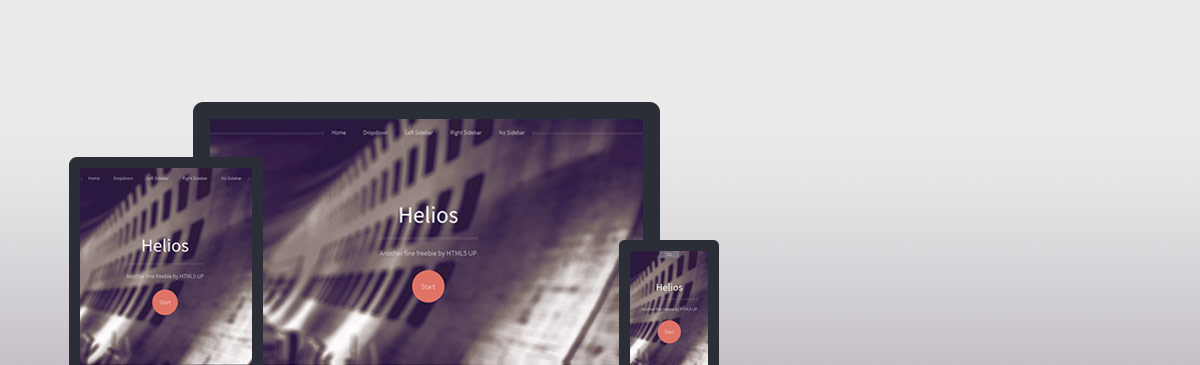 Home Dropdown Left Sidebar Right Sidebar No Sidebar
Helios
Another fine freebie by HTML5 UP
Start
Home Dropdown Left Sidebar Right Sidebar No Sidebar
Helios
Another fine freebie by HTML5 UP
Start
Helios
Another fine freebie by HTML5 UP
Start